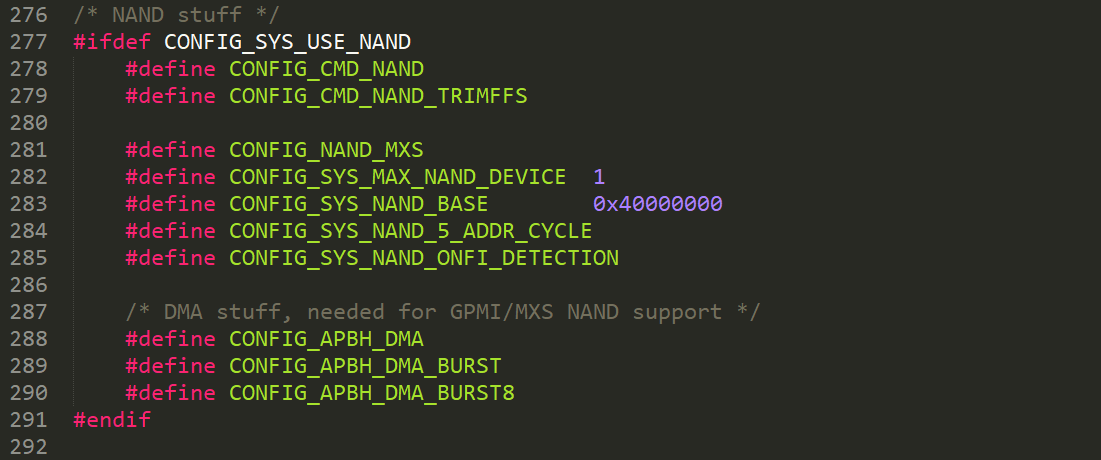 276 /* NAND stuff */
277 #ifdef CONFIG_SYS_USE_NAND
278     #define CONFIG_CMD_NAND
279     #define CONFIG_CMD_NAND_TRIMFFS
280
281     #define CONFIG_NAND_MXS
282     #define CONFIG_SYS_MAX_NAND_DEVICE  1
283     #define CONFIG_SYS_NAND_BASE        0x40000000
284     #define CONFIG_SYS_NAND_5_ADDR_CYCLE
285     #define CONFIG_SYS_NAND_ONFI_DETECTION
286
287     /* DMA stuff, needed for GPMI/MXS NAND support */
288     #define CONFIG_APBH_DMA
289     #define CONFIG_APBH_DMA_BURST
290     #define CONFIG_APBH_DMA_BURST8
291 #endif
292